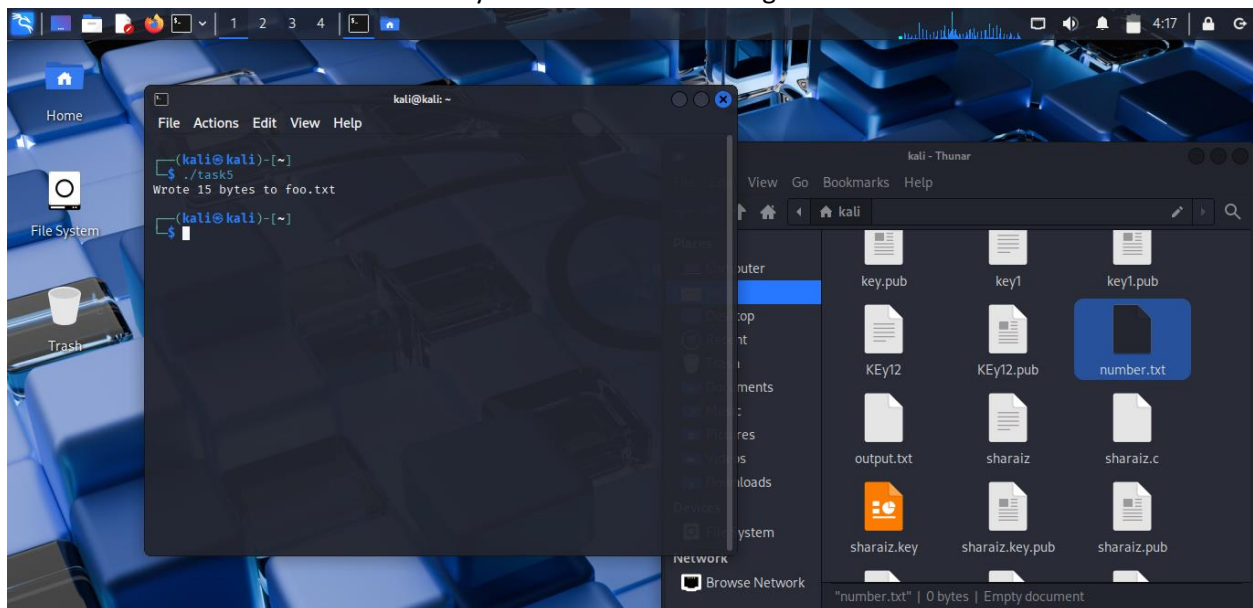 1 2 3 4
4:17
Home
File System
Trash
kali@kali: ~
File Actions Edit View Help
(kali㉿kali)-[~]
$ ./task5
Wrote 15 bytes to foo.txt
(kali㉿kali)-[~]
$
kali - Thunar
View Go Bookmarks Help
kali
Places
key.pub key1 key1.pub
KEy12 KEy12.pub number.txt
output.txt sharaiz sharaiz.c
sharaiz.key sharaiz.key.pub sharaiz.pub
Devices
Network
Browse Network
"number.txt" | 0 bytes | Empty document